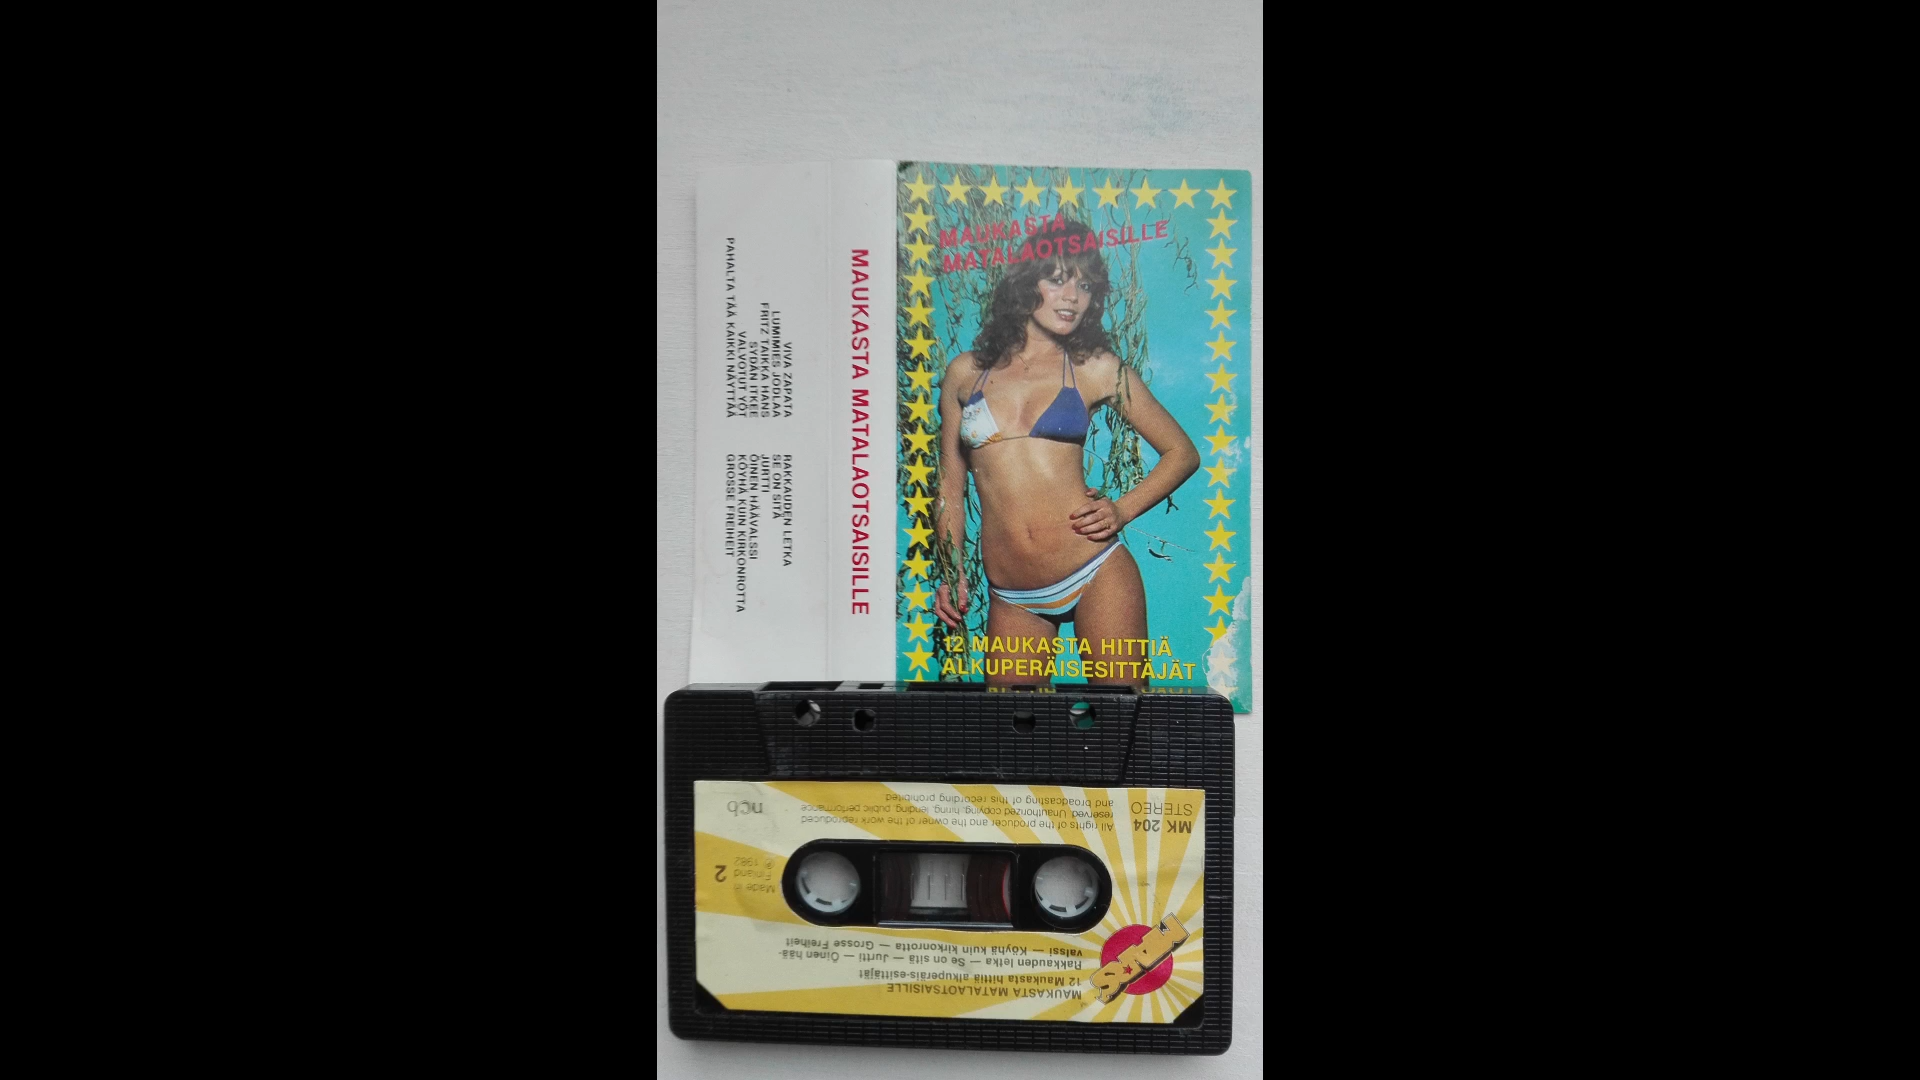 MAUKASTA
MATALAOTSAISILLE
12 MAUKASTA HITTIÄ
ALKUPERÄISESITTÄJÄT
MAUKASTA MATALAOTSAISILLE
VIVA ZAPATA
LUMIMIES JODLAA
FRITZ TAIKKA HANS
SYDÄN ITKEE
VALVOTUT YÖT
PAHALTA TÄÄ KAIKKI NÄYTTÄÄ
RAKKAUDEN LETKA
SE ON SITÄ
JURTTI
ÖINEN HÄÄVALSSI
KÖYHÄ KUIN KIRKONROTTA
GROSSE FREIHEIT
MAUKASTA MATALAOTSAISILLE
12 Maukasta hittiä alkuperäis-esittäjät
Rakkauden letka — Se on sitä — Jurtti — Öinen hää-
valssi — Köyhä kuin kirkonrotta — Grosse Freiheit
Made in
Finland
℗ 1982
2
MK 204
STEREO
All rights of the producer and the owner of the work reproduced
reserved. Unauthorized copying, hiring, lending, public performance
and broadcasting of this recording prohibited
ncb